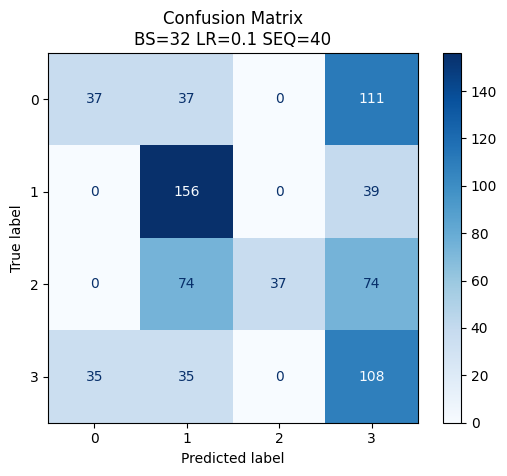 Confusion Matrix
BS=32 LR=0.1 SEQ=40
0 37 37 0 111
1 0 156 0 39
2 0 74 37 74
3 35 35 0 108
0 1 2 3
True label
Predicted label
140
120
100
80
60
40
20
0